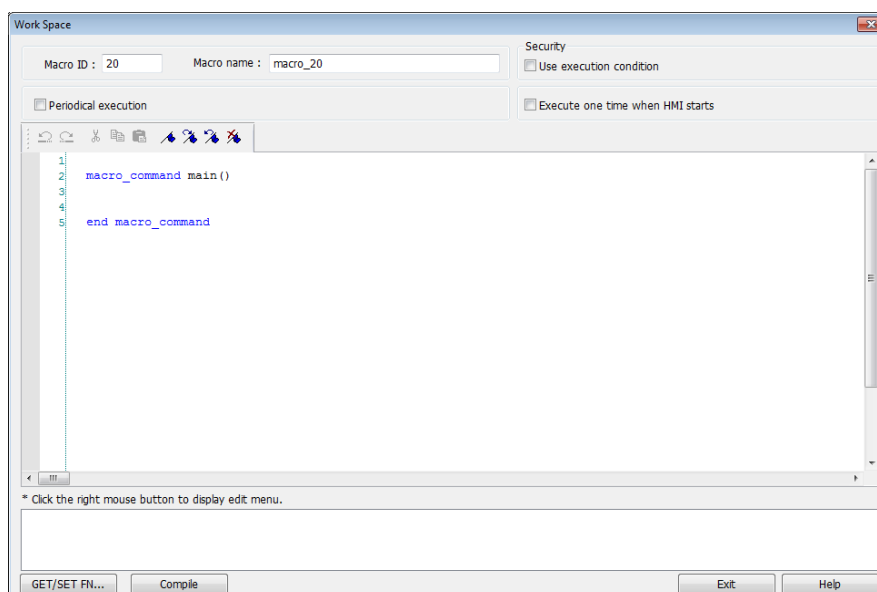 Work Space
Security
Macro ID : 20 Macro name : macro_20
Use execution condition
Periodical execution
Execute one time when HMI starts
1
2 macro_command main()
3
4
5 end macro_command
* Click the right mouse button to display edit menu.
GET/SET FN... Compile Exit Help